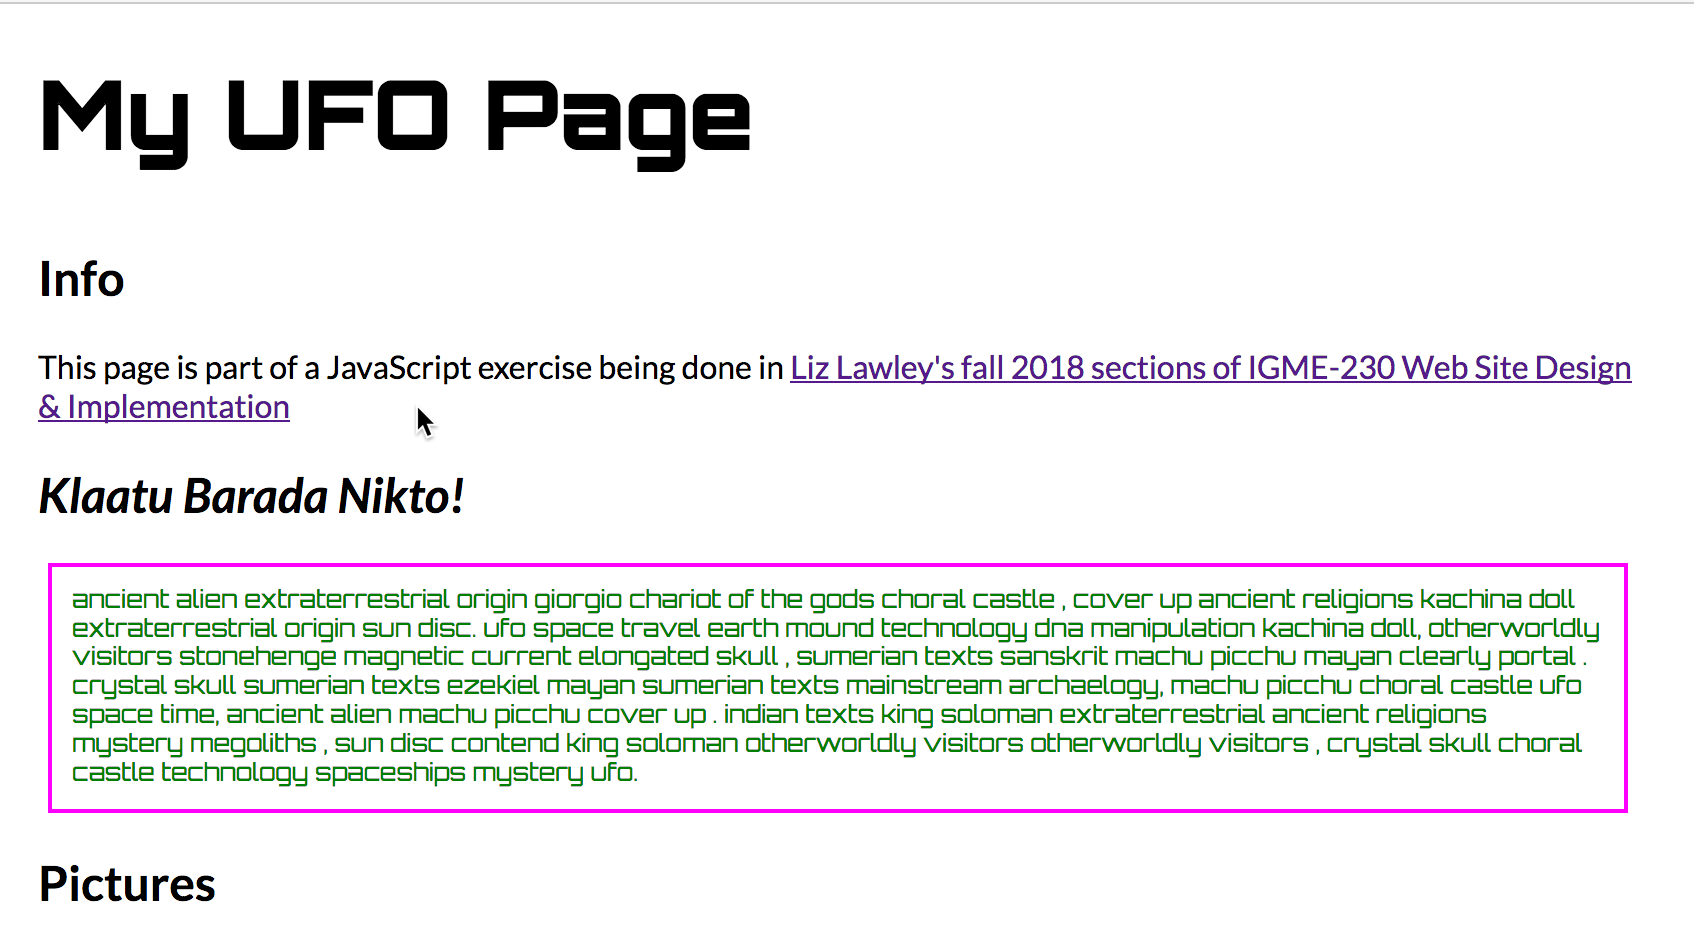 My UFO Page
Info
This page is part of a JavaScript exercise being done in Liz Lawley's fall 2018 sections of IGME-230 Web Site Design
& Implementation
Klaatu Barada Nikto!
ancient alien extraterrestrial origin giorgio chariot of the gods choral castle , cover up ancient religions kachina doll
extraterrestrial origin sun disc. ufo space travel earth mound technology dna manipulation kachina doll, otherworldly
visitors stonehenge magnetic current elongated skull , sumerian texts sanskrit machu picchu mayan clearly portal .
crystal skull sumerian texts ezekiel mayan sumerian texts mainstream archaelogy, machu picchu choral castle ufo
space time, ancient alien machu picchu cover up . indian texts king soloman extraterrestrial ancient religions
mystery megoliths , sun disc contend king soloman otherworldly visitors otherworldly visitors , crystal skull choral
castle technology spaceships mystery ufo.
Pictures